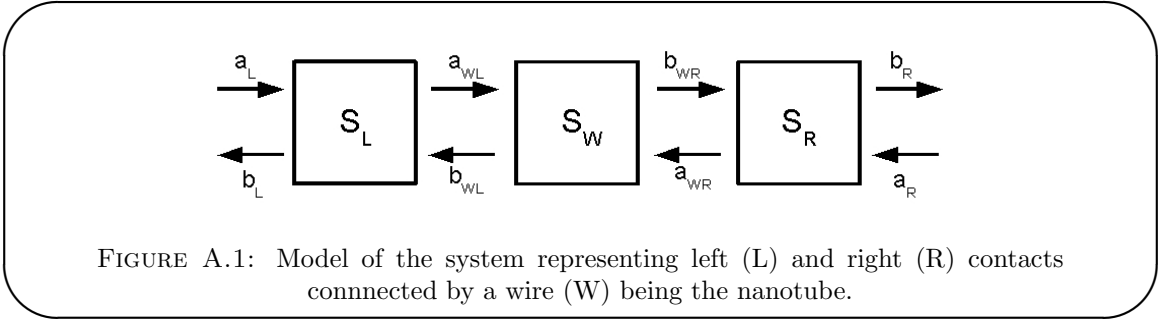 a_L a_WL b_WR b_R
S_L S_W S_R
b_L b_WL a_WR a_R
FIGURE A.1: Model of the system representing left (L) and right (R) contacts
connnected by a wire (W) being the nanotube.